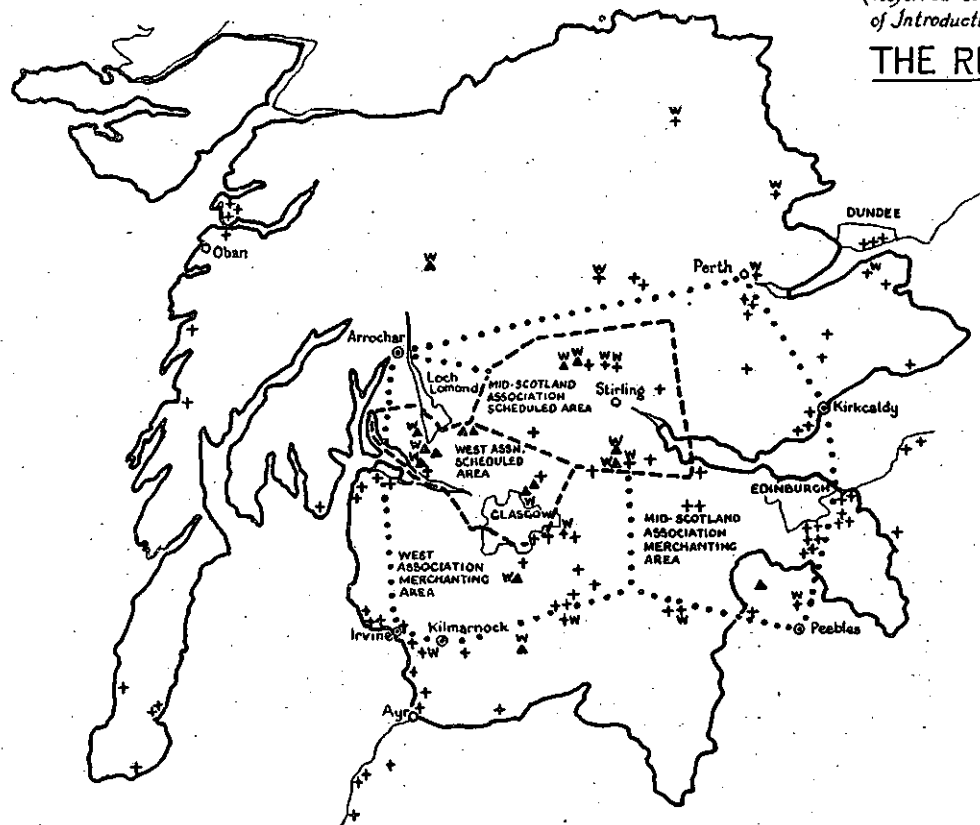 of Introducti
THE RE
W
W
DUNDEE
Oban
W
W
Perth
W
W
Arrochar
Loch
Lomond
W W W W
MID-SCOTLAND
ASSOCIATION
SCHEDULED AREA
Stirling
Kirkcaldy
W
W
W
WEST ASSN.
SCHEDULED
AREA
W
W W
EDINBURGH
W
GLASGOW
W
MID-SCOTLAND
ASSOCIATION
MERCHANTING
AREA
WEST
ASSOCIATION
MERCHANTING
AREA
W
W
Irvine
Kilmarnock
W
W
W
W
Peebles
Ayr